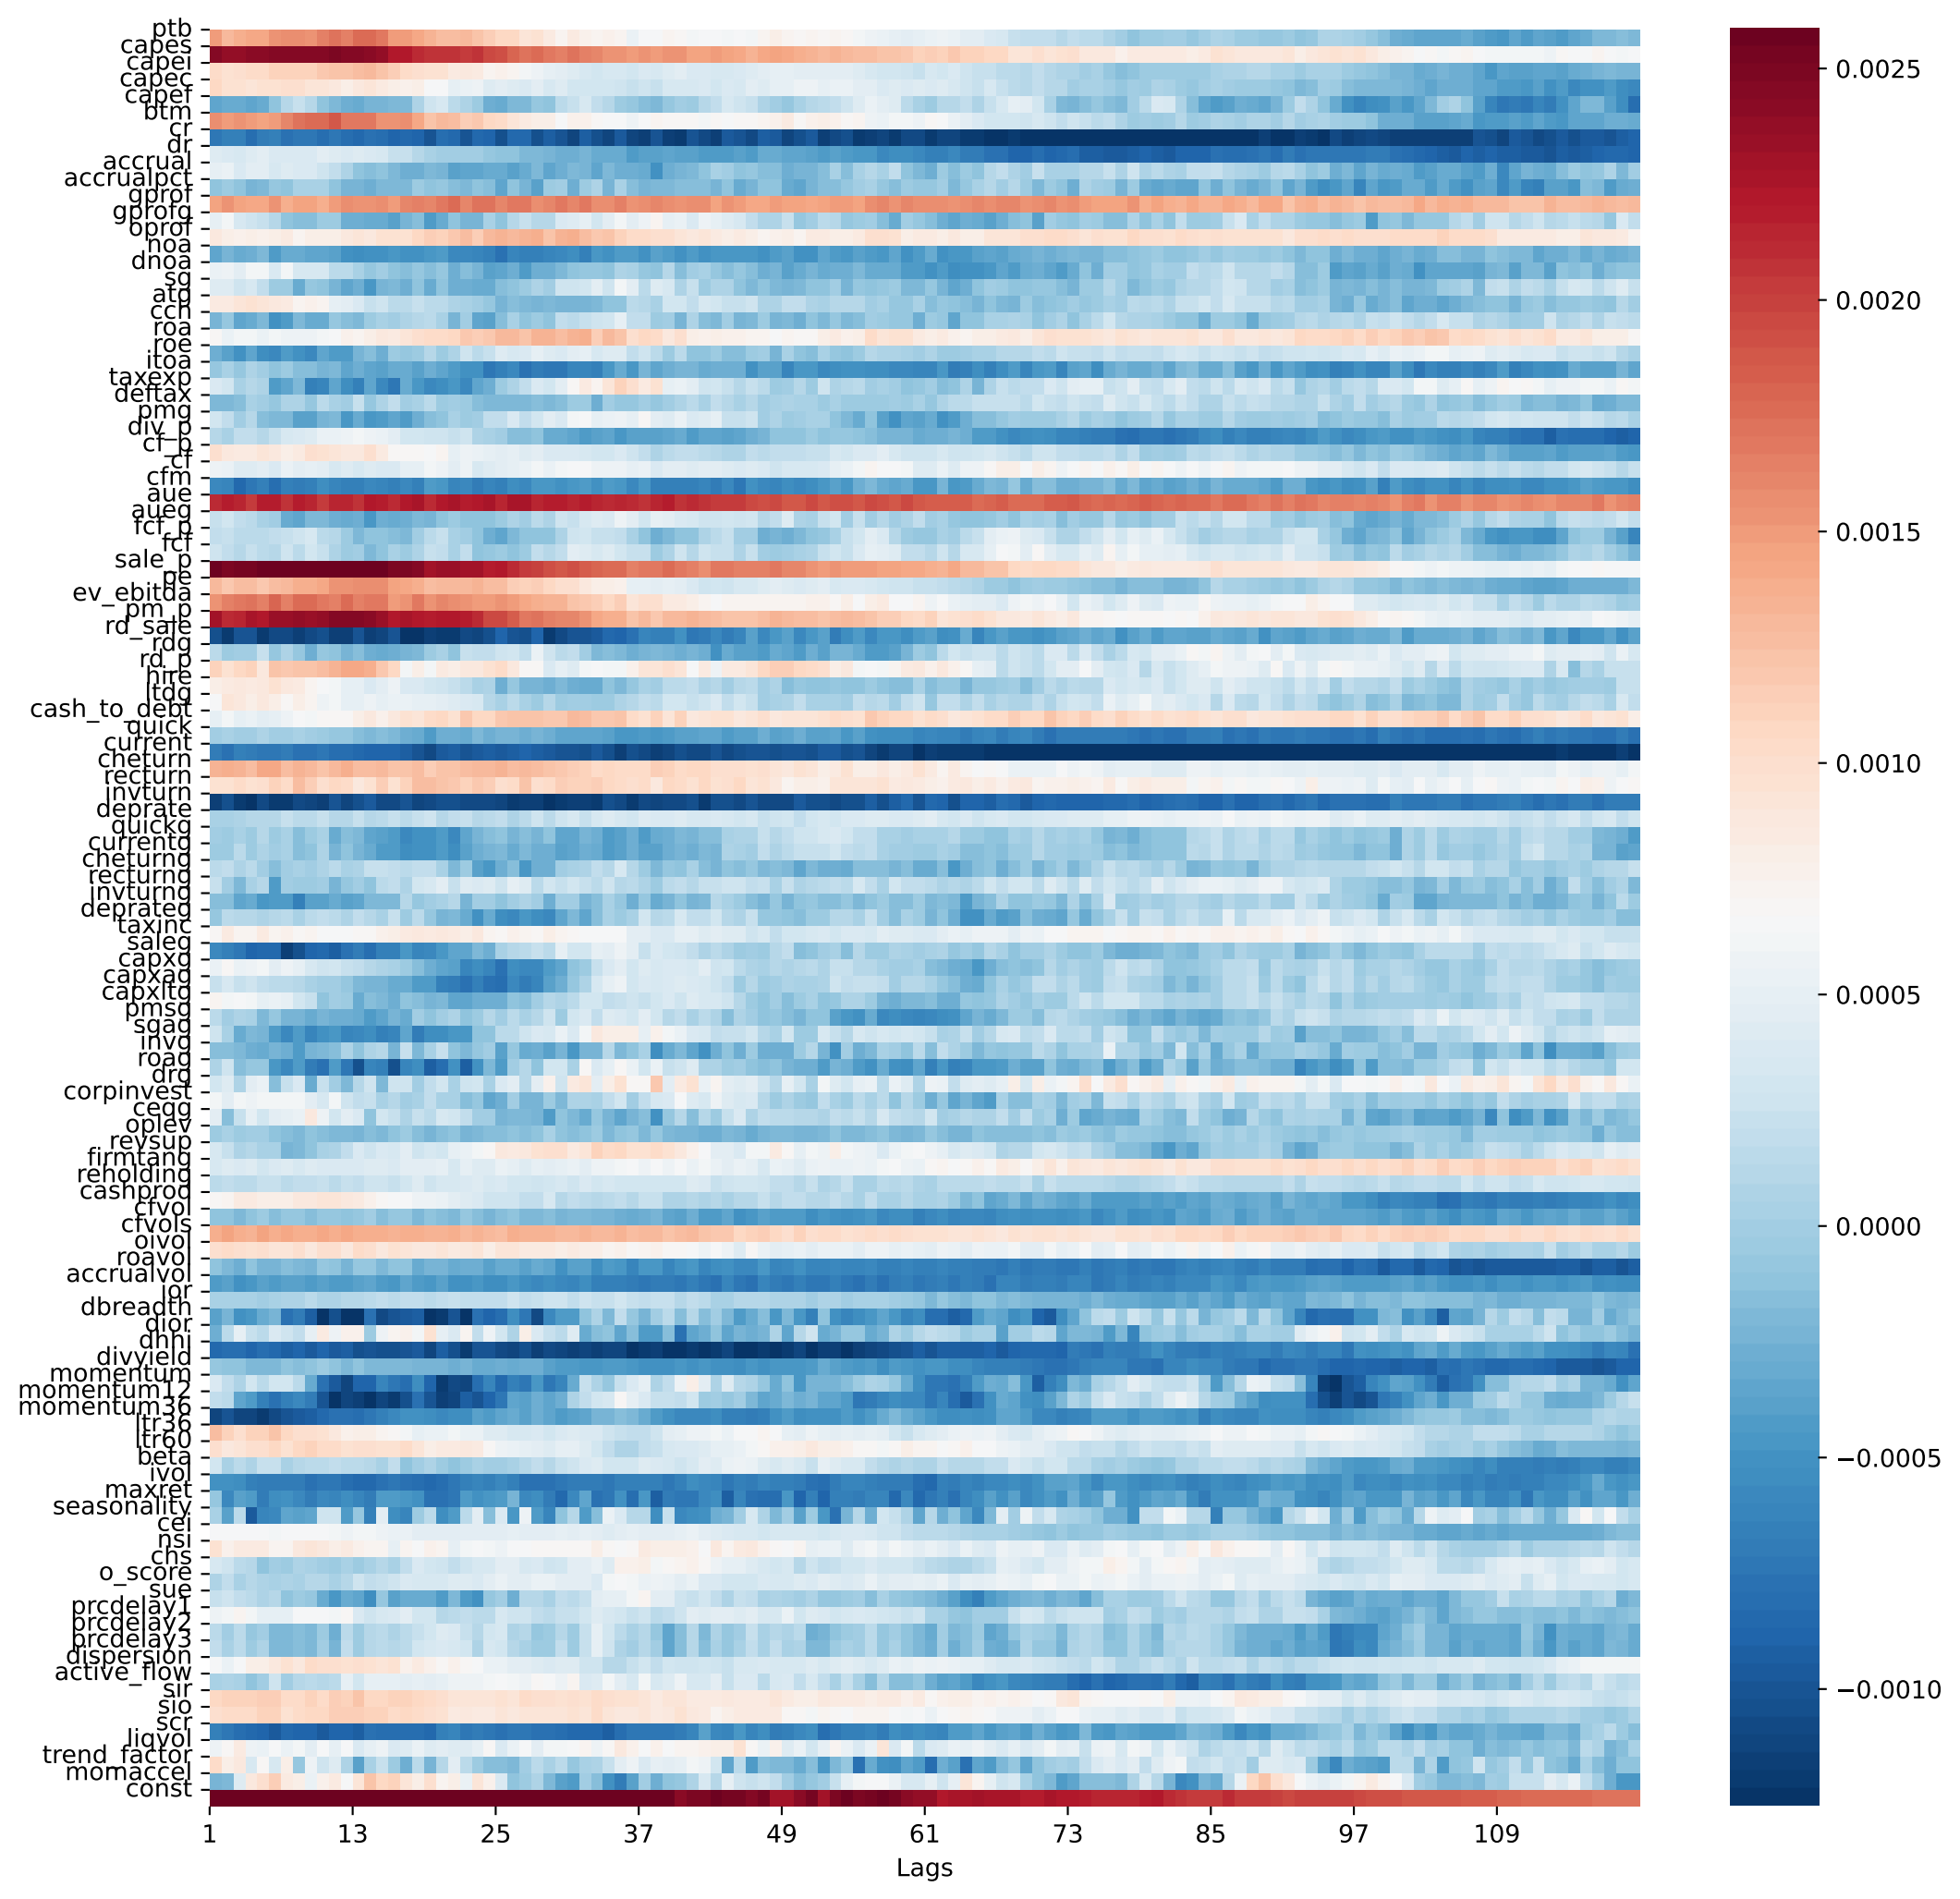 ptb
capes
capei
capec
capef
btm
cr
dr
accrual
accrualpct
gprof
gprofg
oprof
noa
dnoa
sg
atg
cch
roa
roe
itoa
taxexp
deftax
pmg
div_p
cf_p
cf
cfm
aue
aueg
fcf_p
fcf
sale_p
pe
ev_ebitda
pm_p
rd_sale
rdg
rd_p
hire
ltdg
cash_to_debt
quick
current
cheturn
recturn
invturn
deprate
quickg
currentg
cheturng
recturng
invturng
deprateg
taxinc
saleg
capxg
capxag
capxitg
pmsg
sgag
invg
roag
drg
corpinvest
ceqg
oplev
revsup
firmtang
reholding
cashprod
cfvol
cfvols
oivol
roavol
accrualvol
ior
dbreadth
dior
dhhi
divyield
momentum
momentum12
momentum36
ltr36
ltr60
beta
ivol
maxret
seasonality
cei
nsi
chs
o_score
sue
prcdelay1
prcdelay2
prcdelay3
dispersion
active_flow
sir
sio
scr
liqvol
trend_factor
momaccel
const
1 13 25 37 49 61 73 85 97 109
Lags
0.0025
0.0020
0.0015
0.0010
0.0005
0.0000
−0.0005
−0.0010